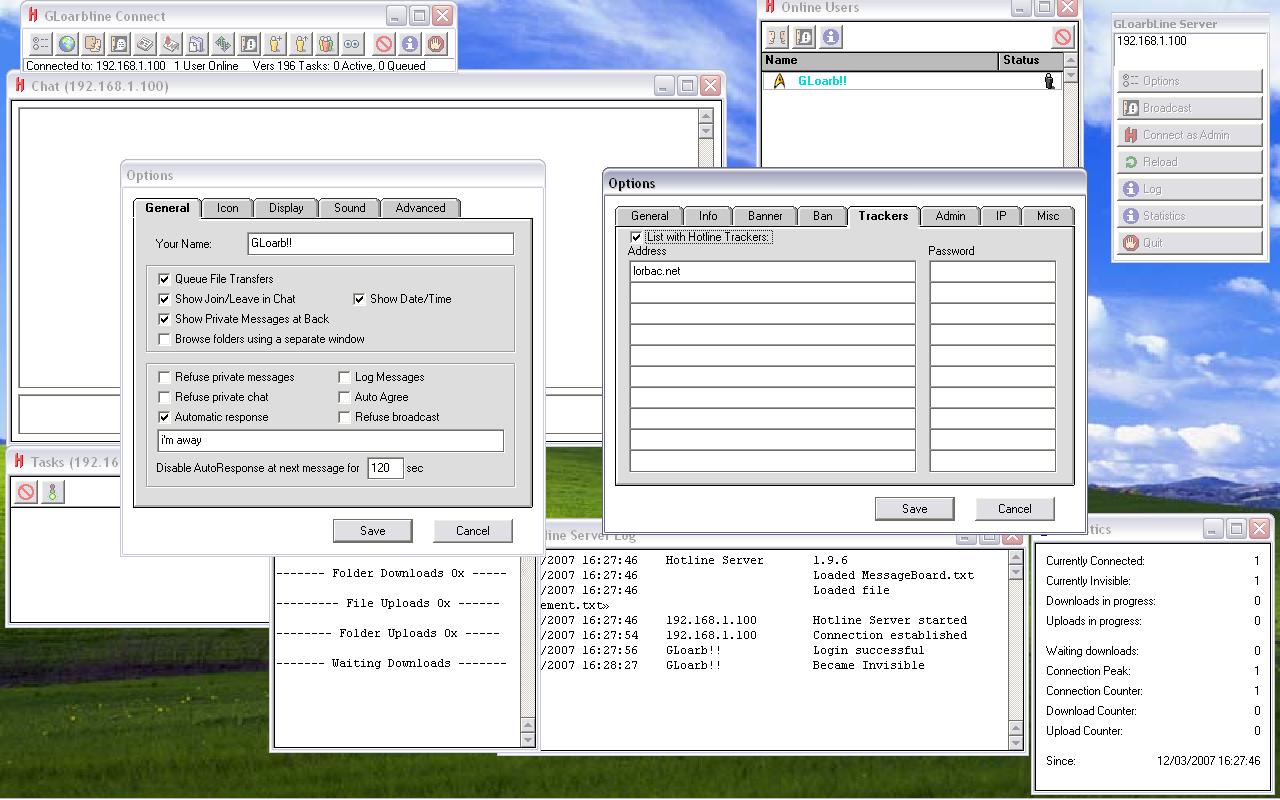 GLoarbline Connect
Connected to: 192.168.1.100 1 User Online Vers 196 Tasks: 0 Active, 0 Queued
Chat (192.168.1.100)
Online Users
Name Status
GLoarb!!
GLoarbLine Server
192.168.1.100
Options
Broadcast
Connect as Admin
Reload
Log
Statistics
Quit
Options
General Icon Display Sound Advanced
Your Name: GLoarb!!
Queue File Transfers
Show Join/Leave in Chat Show Date/Time
Show Private Messages at Back
Browse folders using a separate window
Refuse private messages Log Messages
Refuse private chat Auto Agree
Automatic response Refuse broadcast
i'm away
Disable AutoResponse at next message for 120 sec
Save Cancel
Options
General Info Banner Ban Trackers Admin IP Misc
List with Hotline Trackers:
Address Password
lorbac.net
Save Cancel
Tasks (192.16
------- Folder Downloads 0x -----
------- File Uploads 0x ------
------- Folder Uploads 0x -----
------- Waiting Downloads -------
line Server Log
/2007 16:27:46 Hotline Server 1.9.6
/2007 16:27:46 Loaded MessageBoard.txt
/2007 16:27:46 Loaded file
ement.txt»
/2007 16:27:46 192.168.1.100 Hotline Server started
/2007 16:27:54 192.168.1.100 Connection established
/2007 16:27:56 GLoarb!! Login successful
/2007 16:28:27 GLoarb!! Became Invisible
tics
Currently Connected: 1
Currently Invisible: 1
Downloads in progress: 0
Uploads in progress: 0
Waiting downloads: 0
Connection Peak: 1
Connection Counter: 1
Download Counter: 0
Upload Counter: 0
Since: 12/03/2007 16:27:46